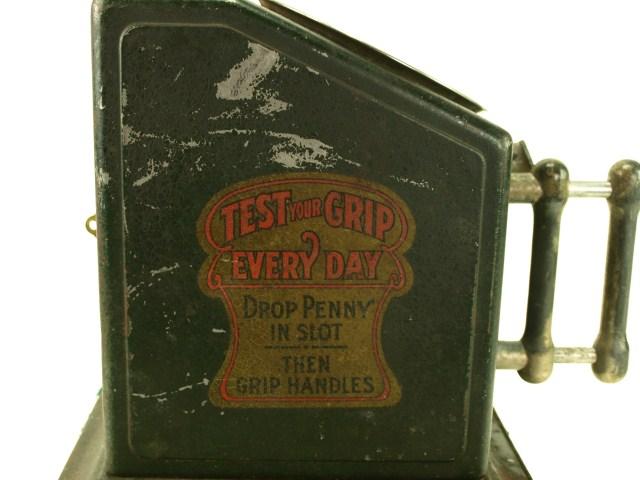 TEST YOUR GRIP
EVERY DAY
DROP PENNY
IN SLOT
THEN
GRIP HANDLES